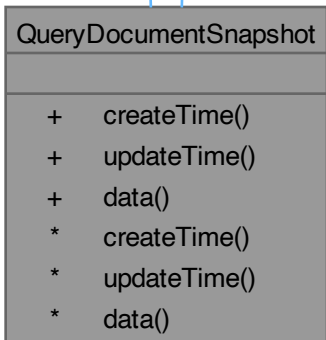 QueryDocumentSnapshot
+ createTime()
+ updateTime()
+ data()
* createTime()
* updateTime()
* data()